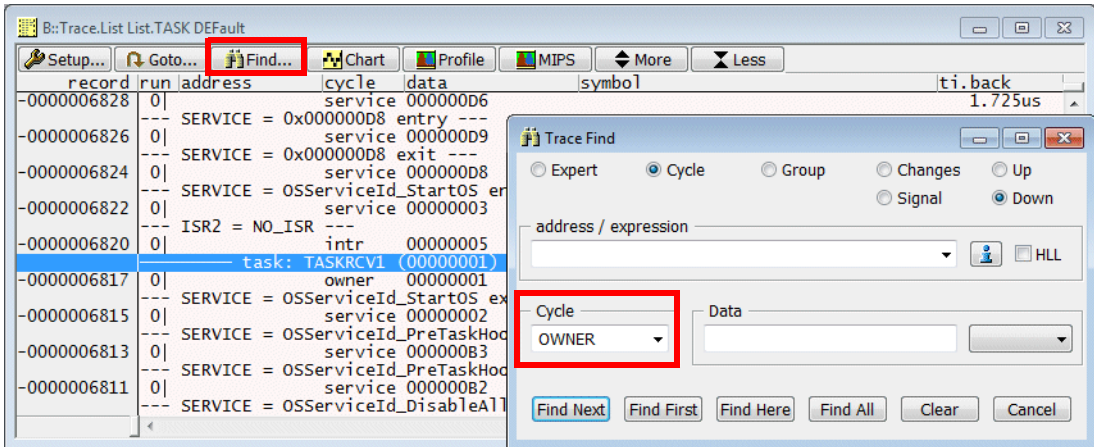 B::Trace.List List.TASK DEFault
Setup... Goto... Find... Chart Profile MIPS More Less
record run address cycle data symbol ti.back
-0000006828 0| service 000000D6 1.725us
--- SERVICE = 0x000000D8 entry ---
-0000006826 0| service 000000D9
--- SERVICE = 0x000000D8 exit ---
-0000006824 0| service 000000D8
--- SERVICE = OSServiceId_StartOS en
-0000006822 0| service 00000003
--- ISR2 = NO_ISR ---
-0000006820 0| intr 00000005
task: TASKRCV1 (00000001)
-0000006817 0| owner 00000001
--- SERVICE = OSServiceId_StartOS ex
-0000006815 0| service 00000002
--- SERVICE = OSServiceId_PreTaskHoo
-0000006813 0| service 000000B3
--- SERVICE = OSServiceId_PreTaskHoo
-0000006811 0| service 000000B2
--- SERVICE = OSServiceId_DisableAll
Trace Find
Expert Cycle Group Changes Up
Signal Down
address / expression
HLL
Cycle Data
OWNER
Find Next Find First Find Here Find All Clear Cancel